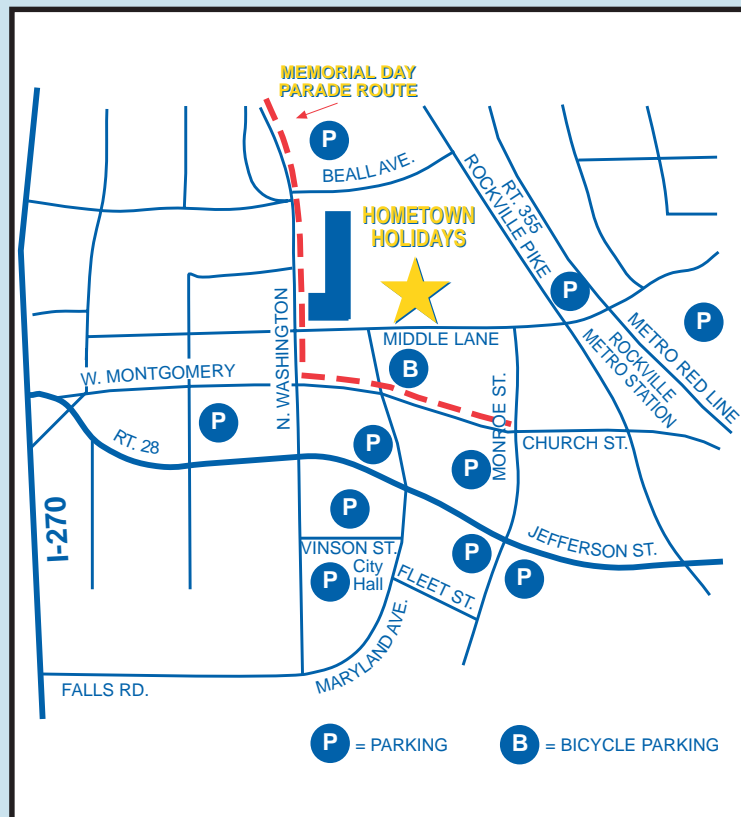 MEMORIAL DAY
PARADE ROUTE
P
BEALL AVE.
HOMETOWN
HOLIDAYS
RT. 355
ROCKVILLE PIKE
P
P
METRO RED LINE
ROCKVILLE
METRO STATION
MIDDLE LANE
B
W. MONTGOMERY
N. WASHINGTON
MONROE ST.
P
RT. 28
P
P
CHURCH ST.
I-270
P
VINSON ST.
City
Hall
P
P
P
JEFFERSON ST.
FLEET ST.
MARYLAND AVE.
FALLS RD.
P = PARKING
B = BICYCLE PARKING